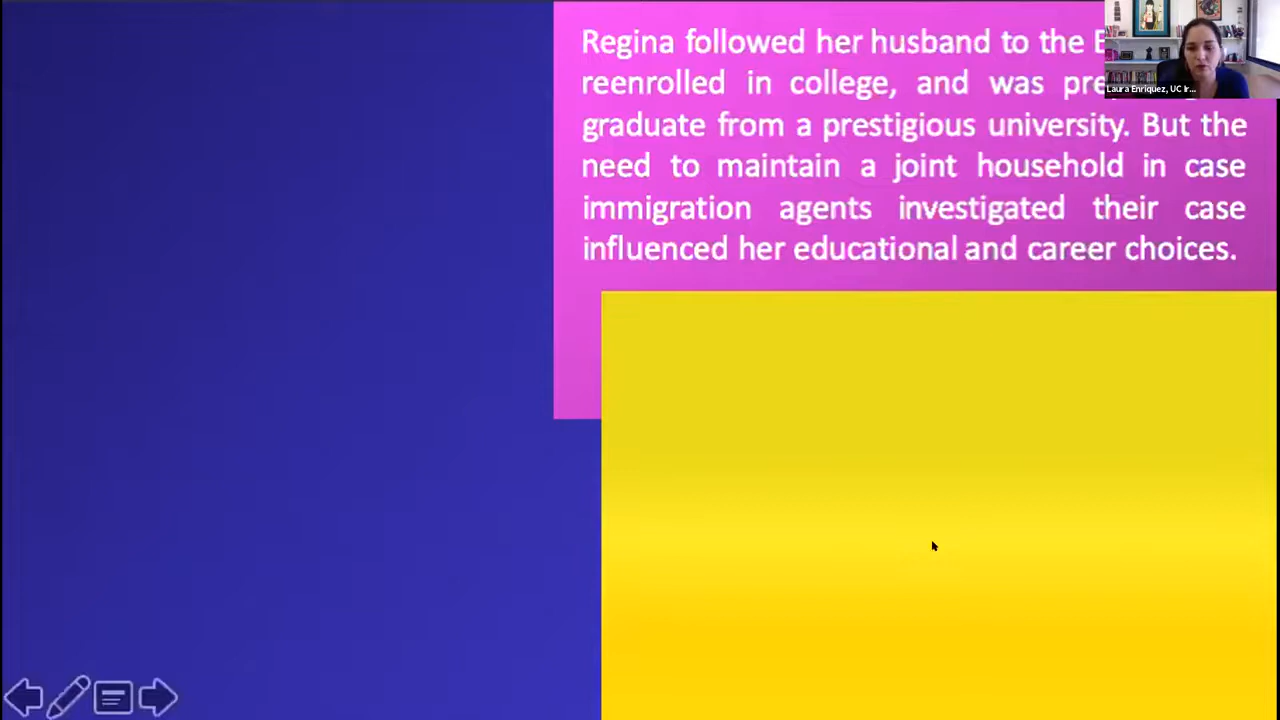 Regina followed her husband to the
reenrolled in college, and was
graduate from a prestigious university. But the
need to maintain a joint household in case
immigration agents investigated their case
influenced her educational and career choices.
Laura Enriquez, UC Ir...